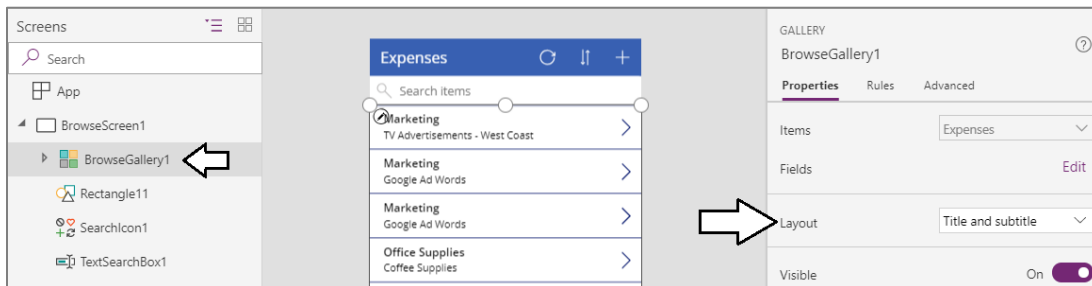 Screens
Search
App
BrowseScreen1
BrowseGallery1
Rectangle11
SearchIcon1
TextSearchBox1
Expenses
Search items
Marketing
TV Advertisements - West Coast
Marketing
Google Ad Words
Marketing
Google Ad Words
Office Supplies
Coffee Supplies
GALLERY
BrowseGallery1
Properties Rules Advanced
Items Expenses
Fields Edit
Layout Title and subtitle
Visible On